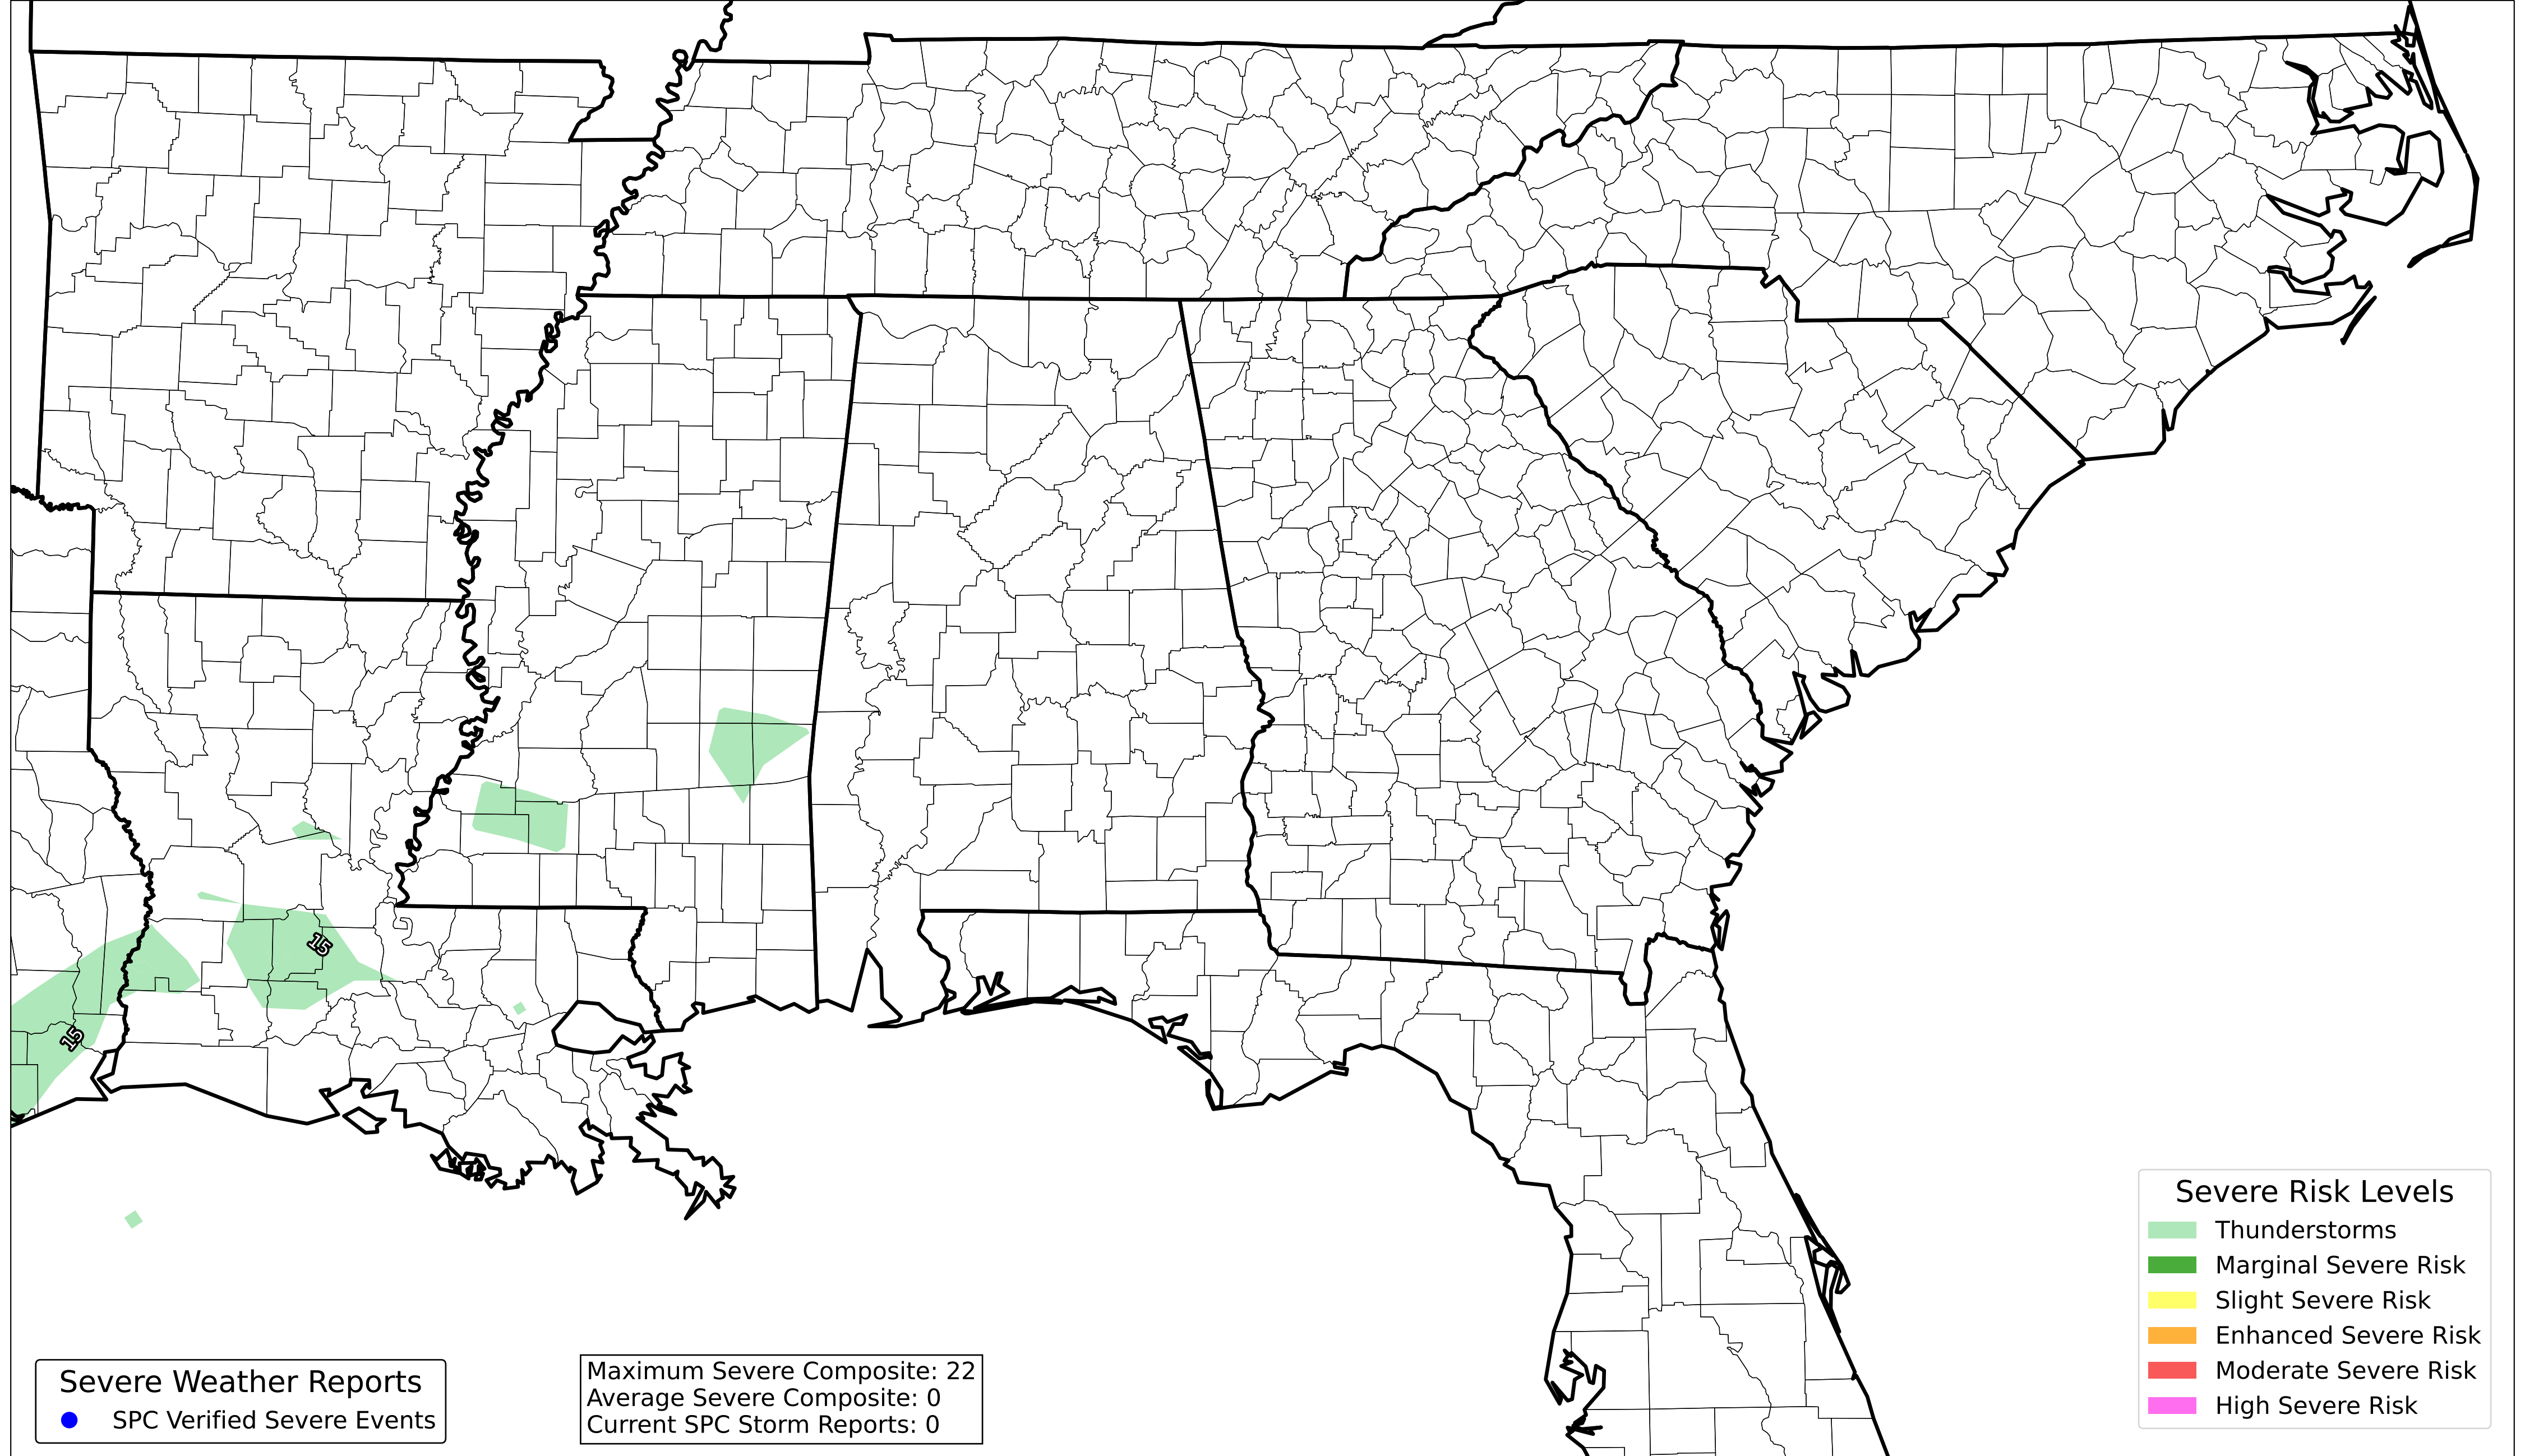 15
15
Severe Risk Levels
Thunderstorms
Marginal Severe Risk
Slight Severe Risk
Enhanced Severe Risk
Moderate Severe Risk
High Severe Risk
Severe Weather Reports
SPC Verified Severe Events
Maximum Severe Composite: 22
Average Severe Composite: 0
Current SPC Storm Reports: 0